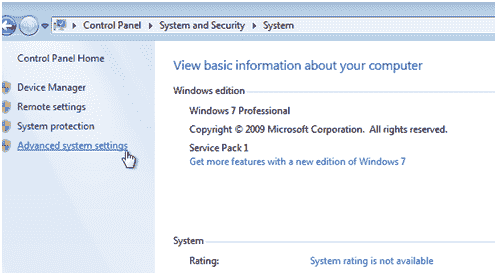 Control Panel ▸ System and Security ▸ System
Control Panel Home
Device Manager
Remote settings
System protection
Advanced system settings
View basic information about your computer
Windows edition
Windows 7 Professional
Copyright © 2009 Microsoft Corporation. All rights reserved.
Service Pack 1
Get more features with a new edition of Windows 7
System
Rating: System rating is not available